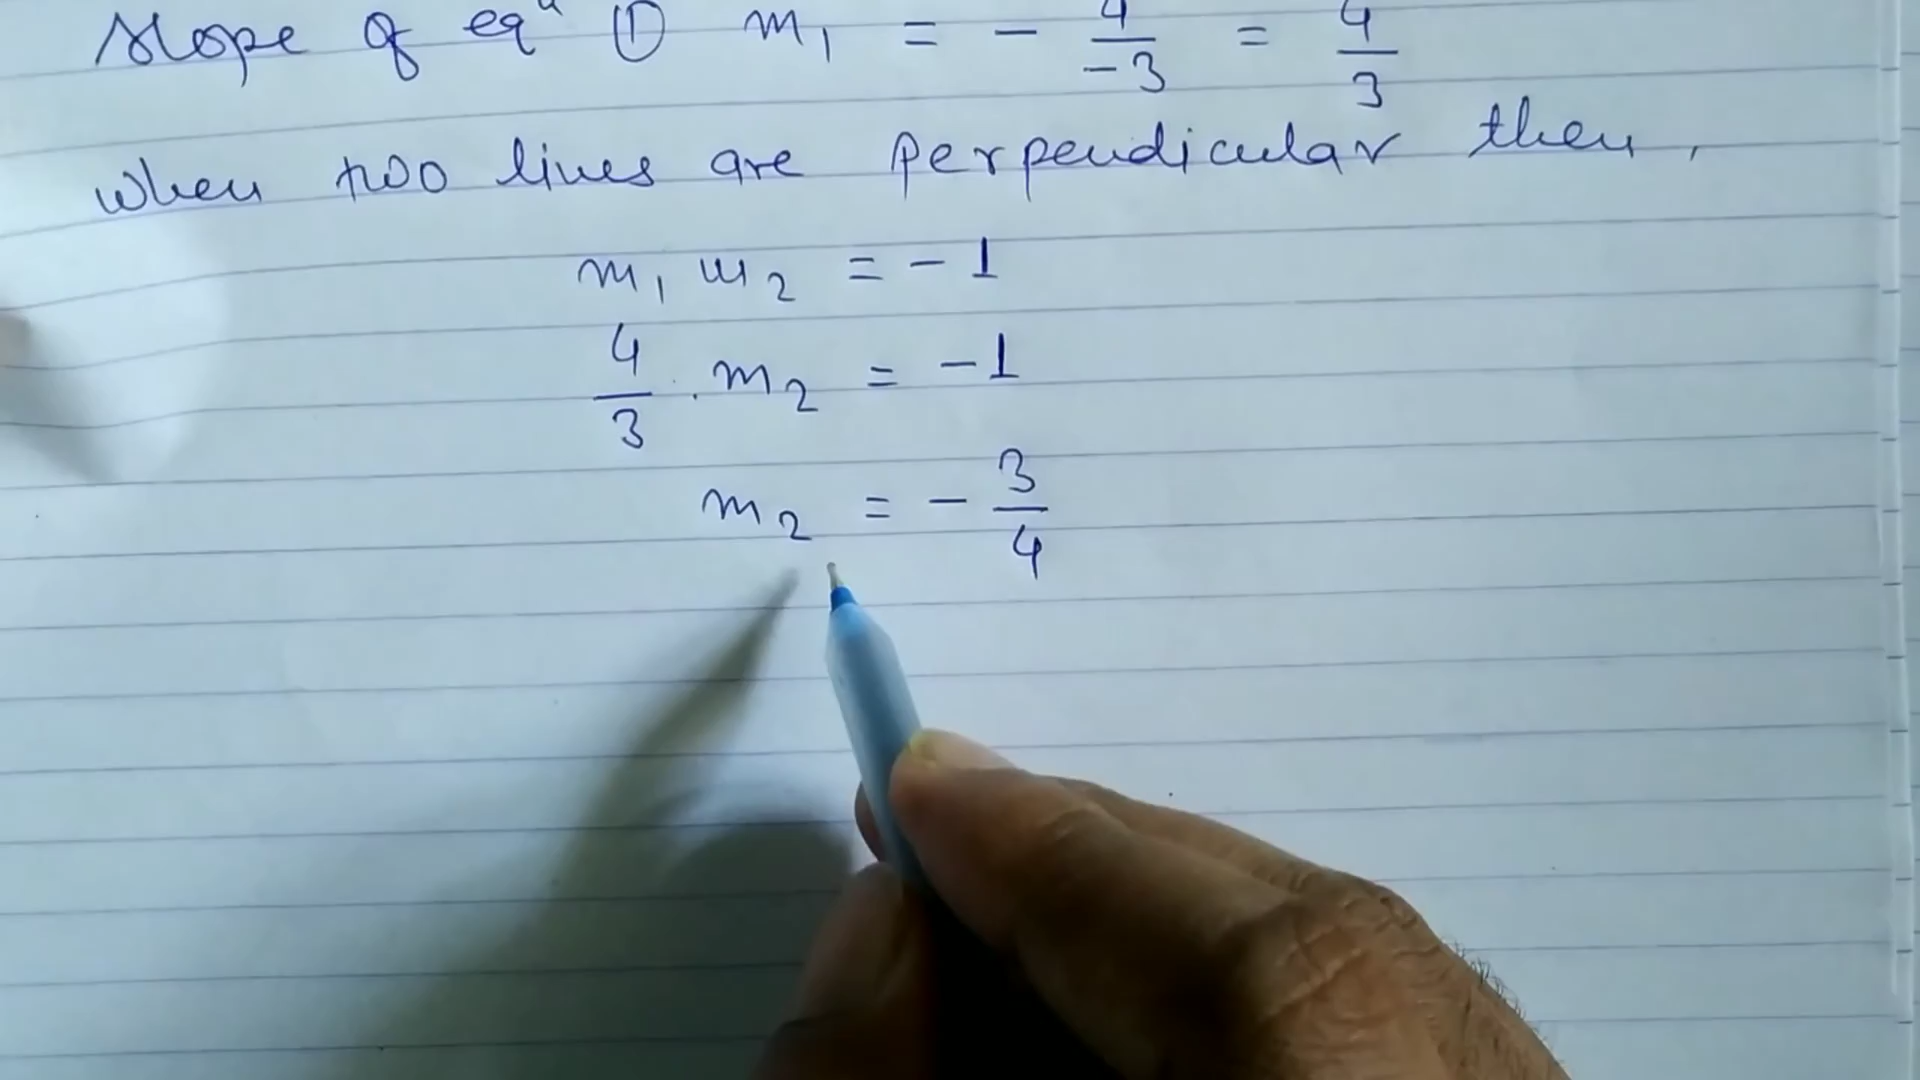 Slope of eqⁿ ① m₁ = - 4/-3 = 4/3
when two lines are perpendicular then,
m₁ m₂ = -1
4/3 . m₂ = -1
m₂ = - 3/4